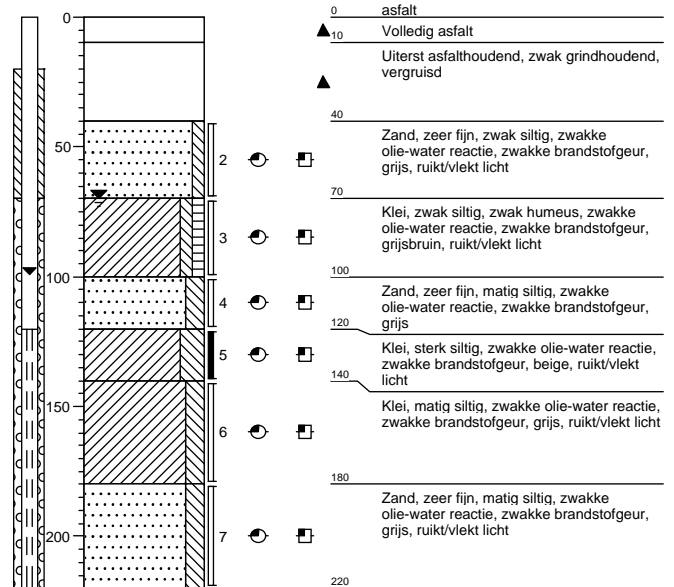 0
asfalt
0
Volledig asfalt
10
Uiterst asfalthoudend, zwak grindhoudend,
vergruisd
40
Zand, zeer fijn, zwak siltig, zwakke
olie-water reactie, zwakke brandstofgeur,
grijs, ruikt/vlekt licht
50
2
70
Klei, zwak siltig, zwak humeus, zwakke
olie-water reactie, zwakke brandstofgeur,
grijsbruin, ruikt/vlekt licht
3
100
100
Zand, zeer fijn, matig siltig, zwakke
olie-water reactie, zwakke brandstofgeur,
grijs
4
120
Klei, sterk siltig, zwakke olie-water reactie,
zwakke brandstofgeur, beige, ruikt/vlekt
licht
5
140
Klei, matig siltig, zwakke olie-water reactie,
zwakke brandstofgeur, grijs, ruikt/vlekt licht
150
6
180
Zand, zeer fijn, matig siltig, zwakke
olie-water reactie, zwakke brandstofgeur,
grijs, ruikt/vlekt licht
200
7
220